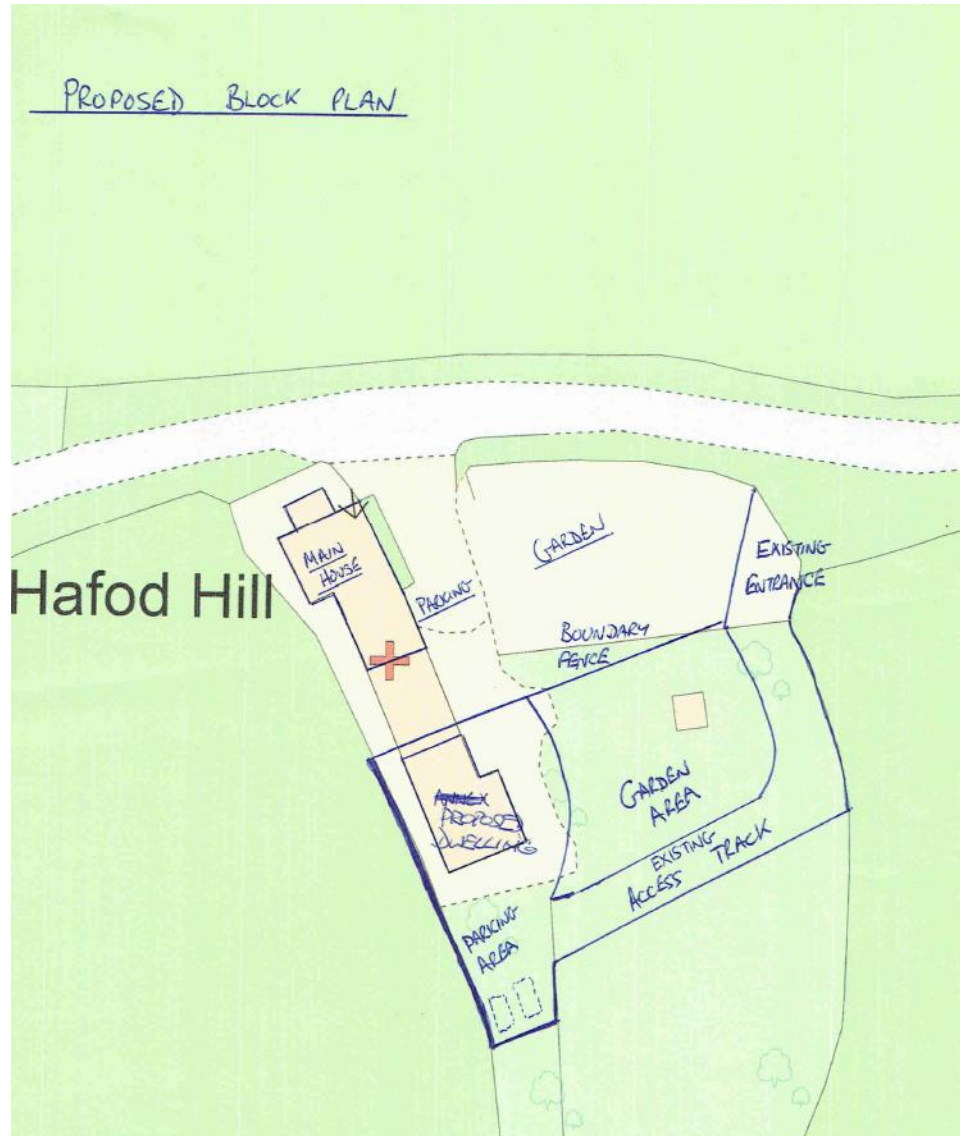 PROPOSED BLOCK PLAN
MAIN
HOUSE
Hafod Hill
PARKING
GARDEN
EXISTING
ENTRANCE
BOUNDARY
FENCE
ANNEX
PROPOSED
DWELLING
GARDEN
AREA
EXISTING
ACCESS TRACK
PARKING
AREA